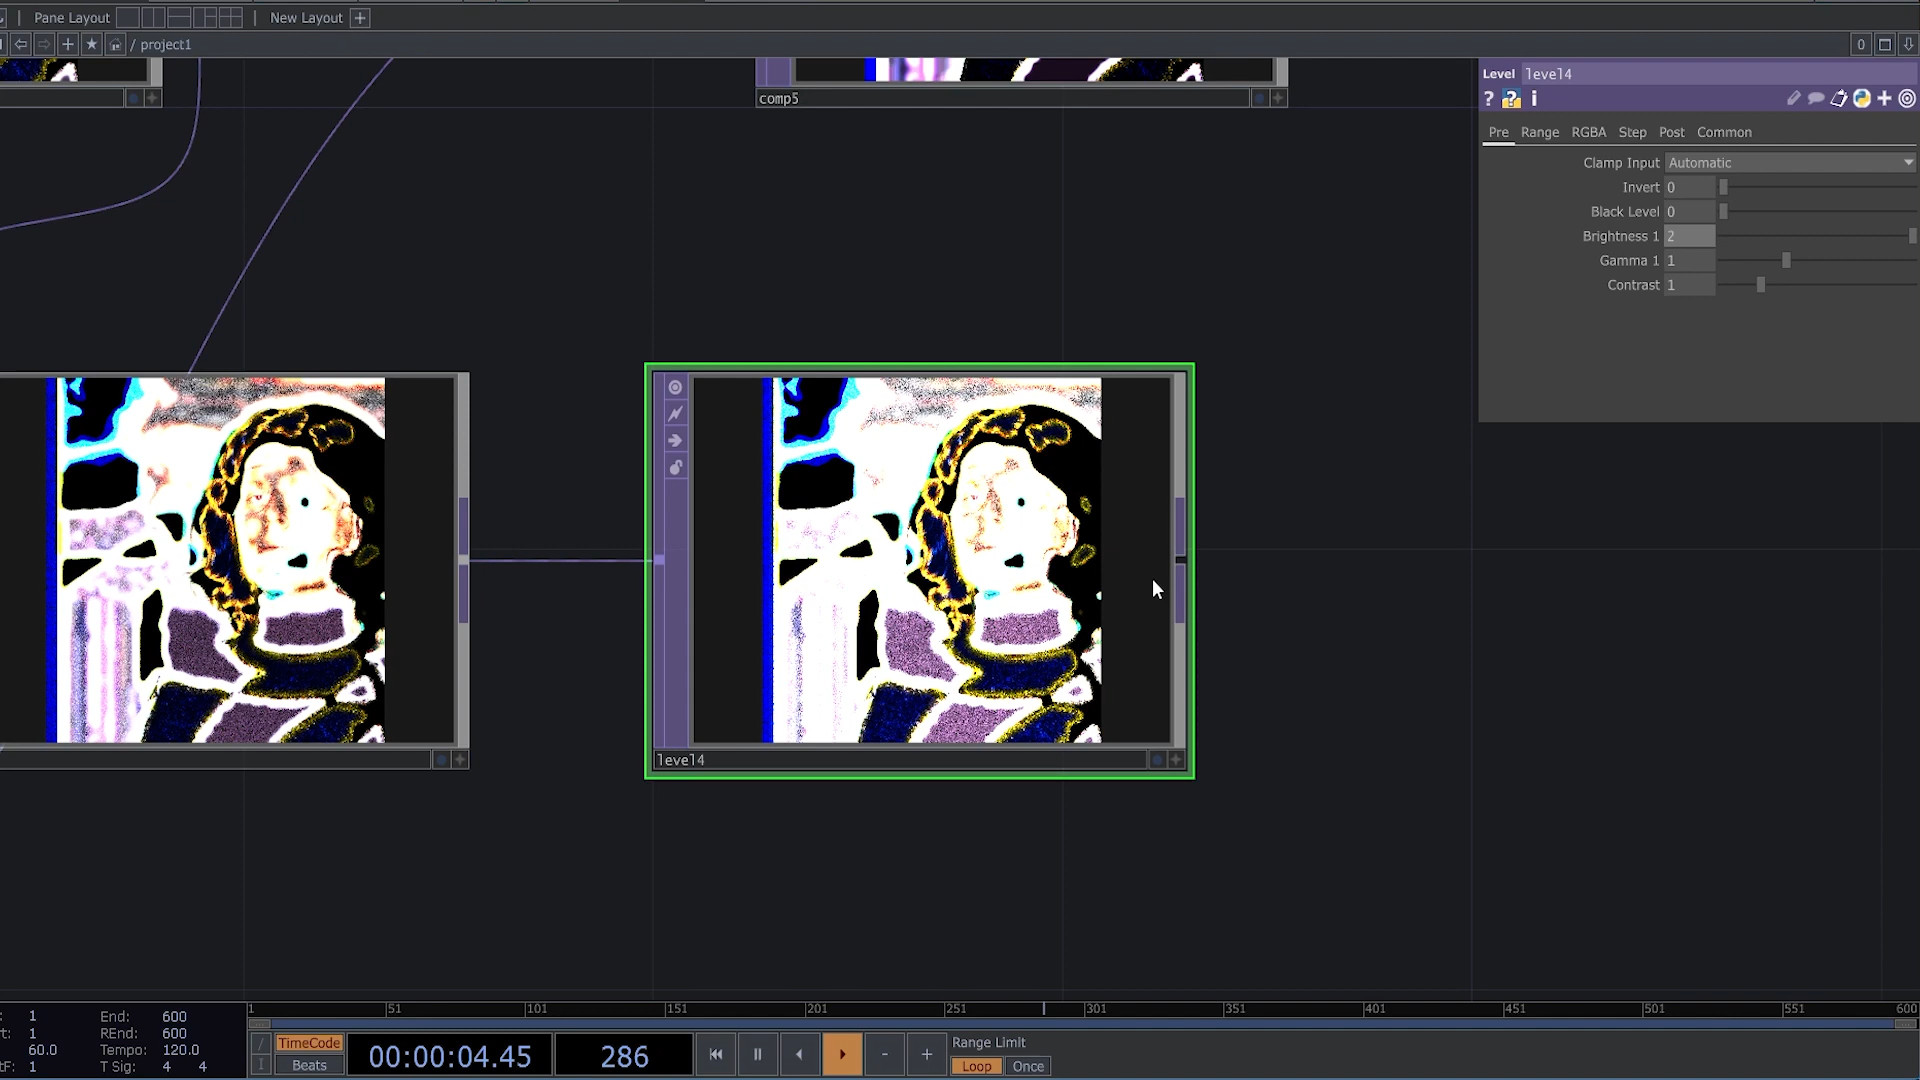 Pane Layout
New Layout +
/ project1
0
comp5
Level level4
? ? i
Pre Range RGBA Step Post Common
Clamp Input Automatic
Invert 0
Black Level 0
Brightness 1 2
Gamma 1 1
Contrast 1
level4
1 51 101 151 201 251 301 351 401 451 501 551 600
: 1 End: 600
t: 1 REnd: 600
60.0 Tempo: 120.0
tF: 1 T Sig: 4 4
/
I
TimeCode
Beats
00:00:04.45
286
- +
Range Limit
Loop Once